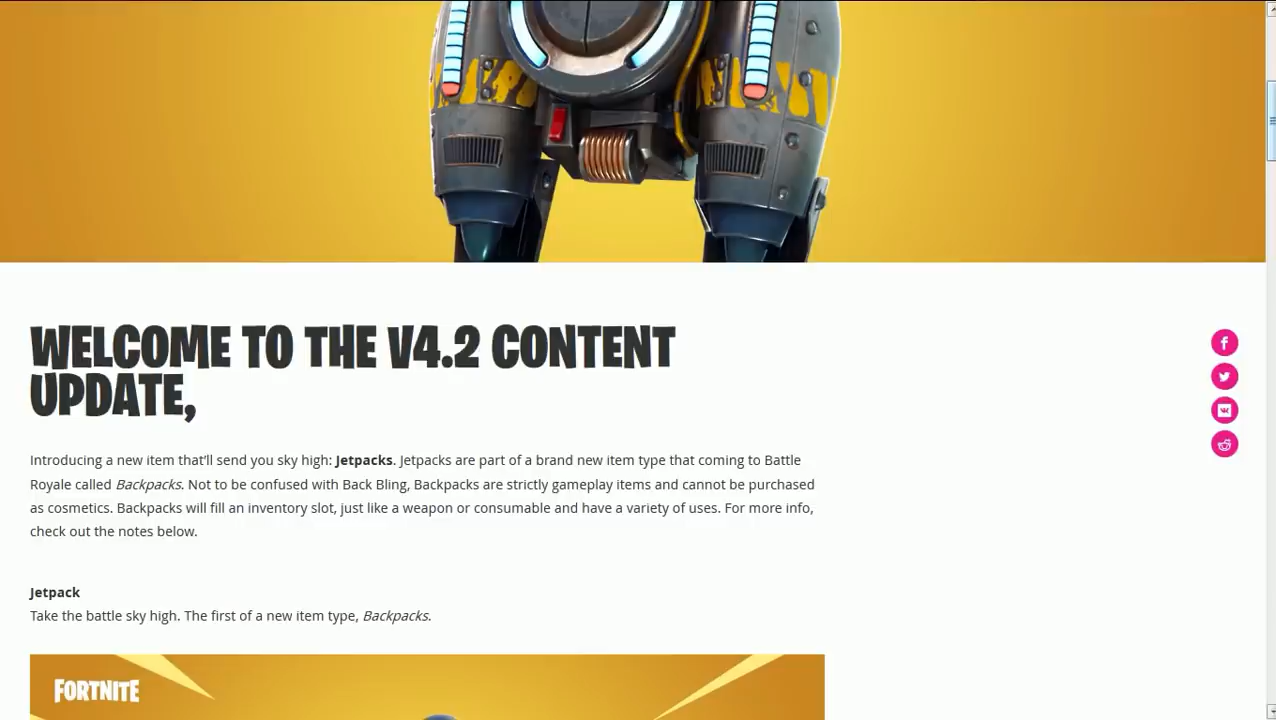 WELCOME TO THE V4.2 CONTENT
UPDATE,
Introducing a new item that'll send you sky high: Jetpacks. Jetpacks are part of a brand new item type that coming to Battle
Royale called Backpacks. Not to be confused with Back Bling, Backpacks are strictly gameplay items and cannot be purchased
as cosmetics. Backpacks will fill an inventory slot, just like a weapon or consumable and have a variety of uses. For more info,
check out the notes below.
Jetpack
Take the battle sky high. The first of a new item type, Backpacks.
FORTNITE